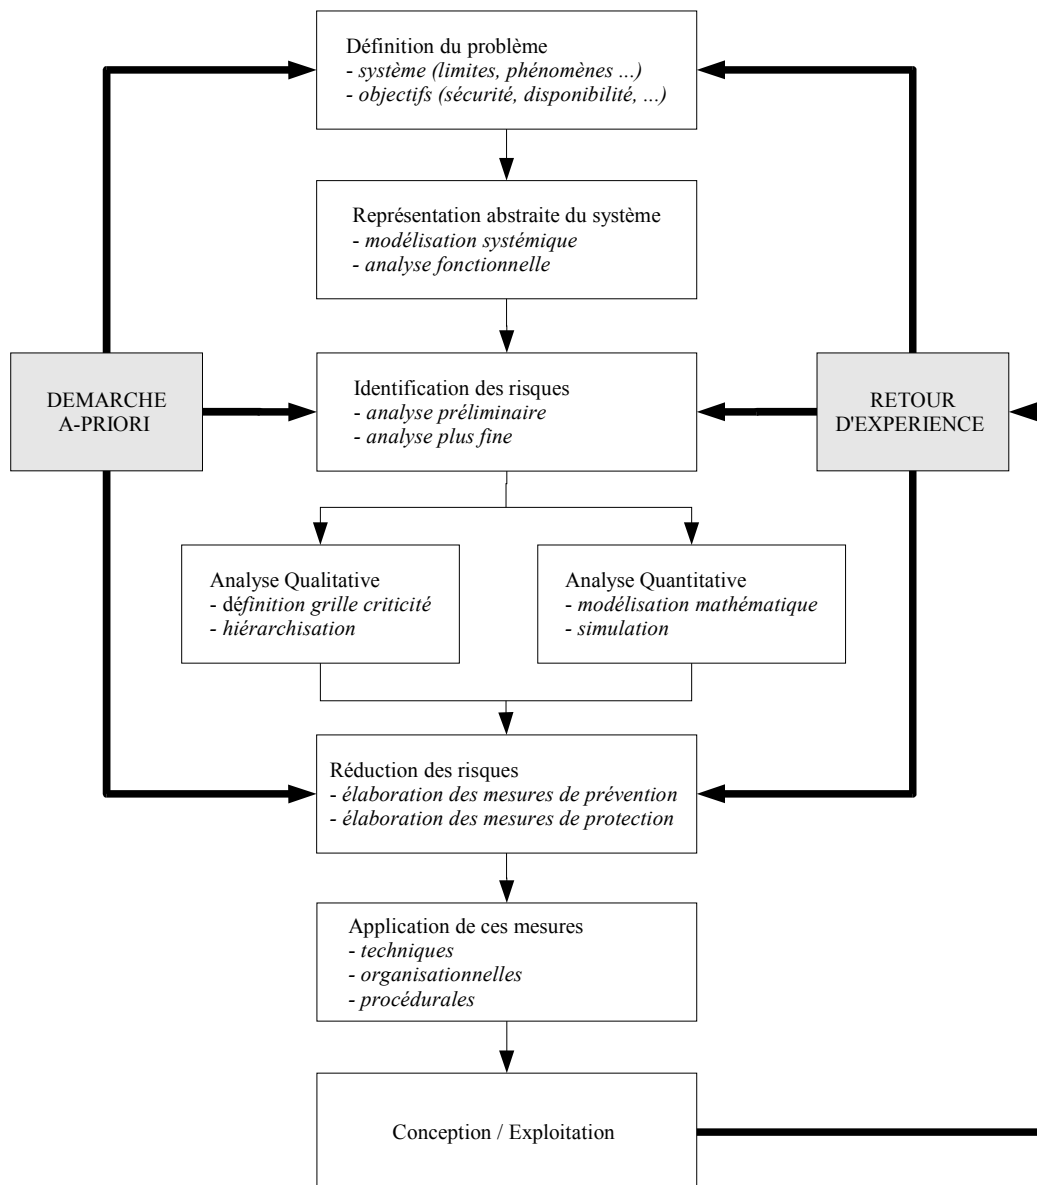 Définition du problème
- système (limites, phénomènes ...)
- objectifs (sécurité, disponibilité, ...)
Représentation abstraite du système
- modélisation systémique
- analyse fonctionnelle
DEMARCHE
A-PRIORI
Identification des risques
- analyse préliminaire
- analyse plus fine
RETOUR
D'EXPERIENCE
Analyse Qualitative
- définition grille criticité
- hiérarchisation
Analyse Quantitative
- modélisation mathématique
- simulation
Réduction des risques
- élaboration des mesures de prévention
- élaboration des mesures de protection
Application de ces mesures
- techniques
- organisationnelles
- procédurales
Conception / Exploitation